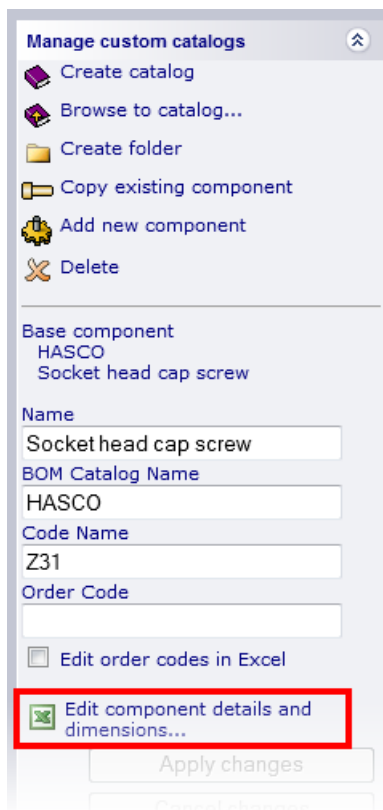 Manage custom catalogs
Create catalog
Browse to catalog...
Create folder
Copy existing component
Add new component
Delete
Base component
HASCO
Socket head cap screw
Name
Socket head cap screw
BOM Catalog Name
HASCO
Code Name
Z31
Order Code
Edit order codes in Excel
Edit component details and
dimensions...
Apply changes
Cancel changes